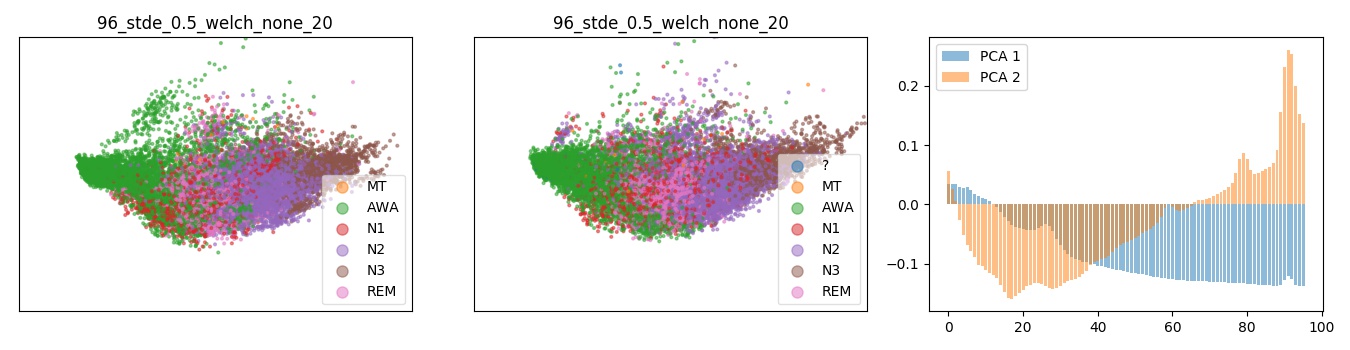 96_stde_0.5_welch_none_20
MT
AWA
N1
N2
N3
REM
96_stde_0.5_welch_none_20
?
MT
AWA
N1
N2
N3
REM
PCA 1
PCA 2
0.2
0.1
0.0
−0.1
0 20 40 60 80 100